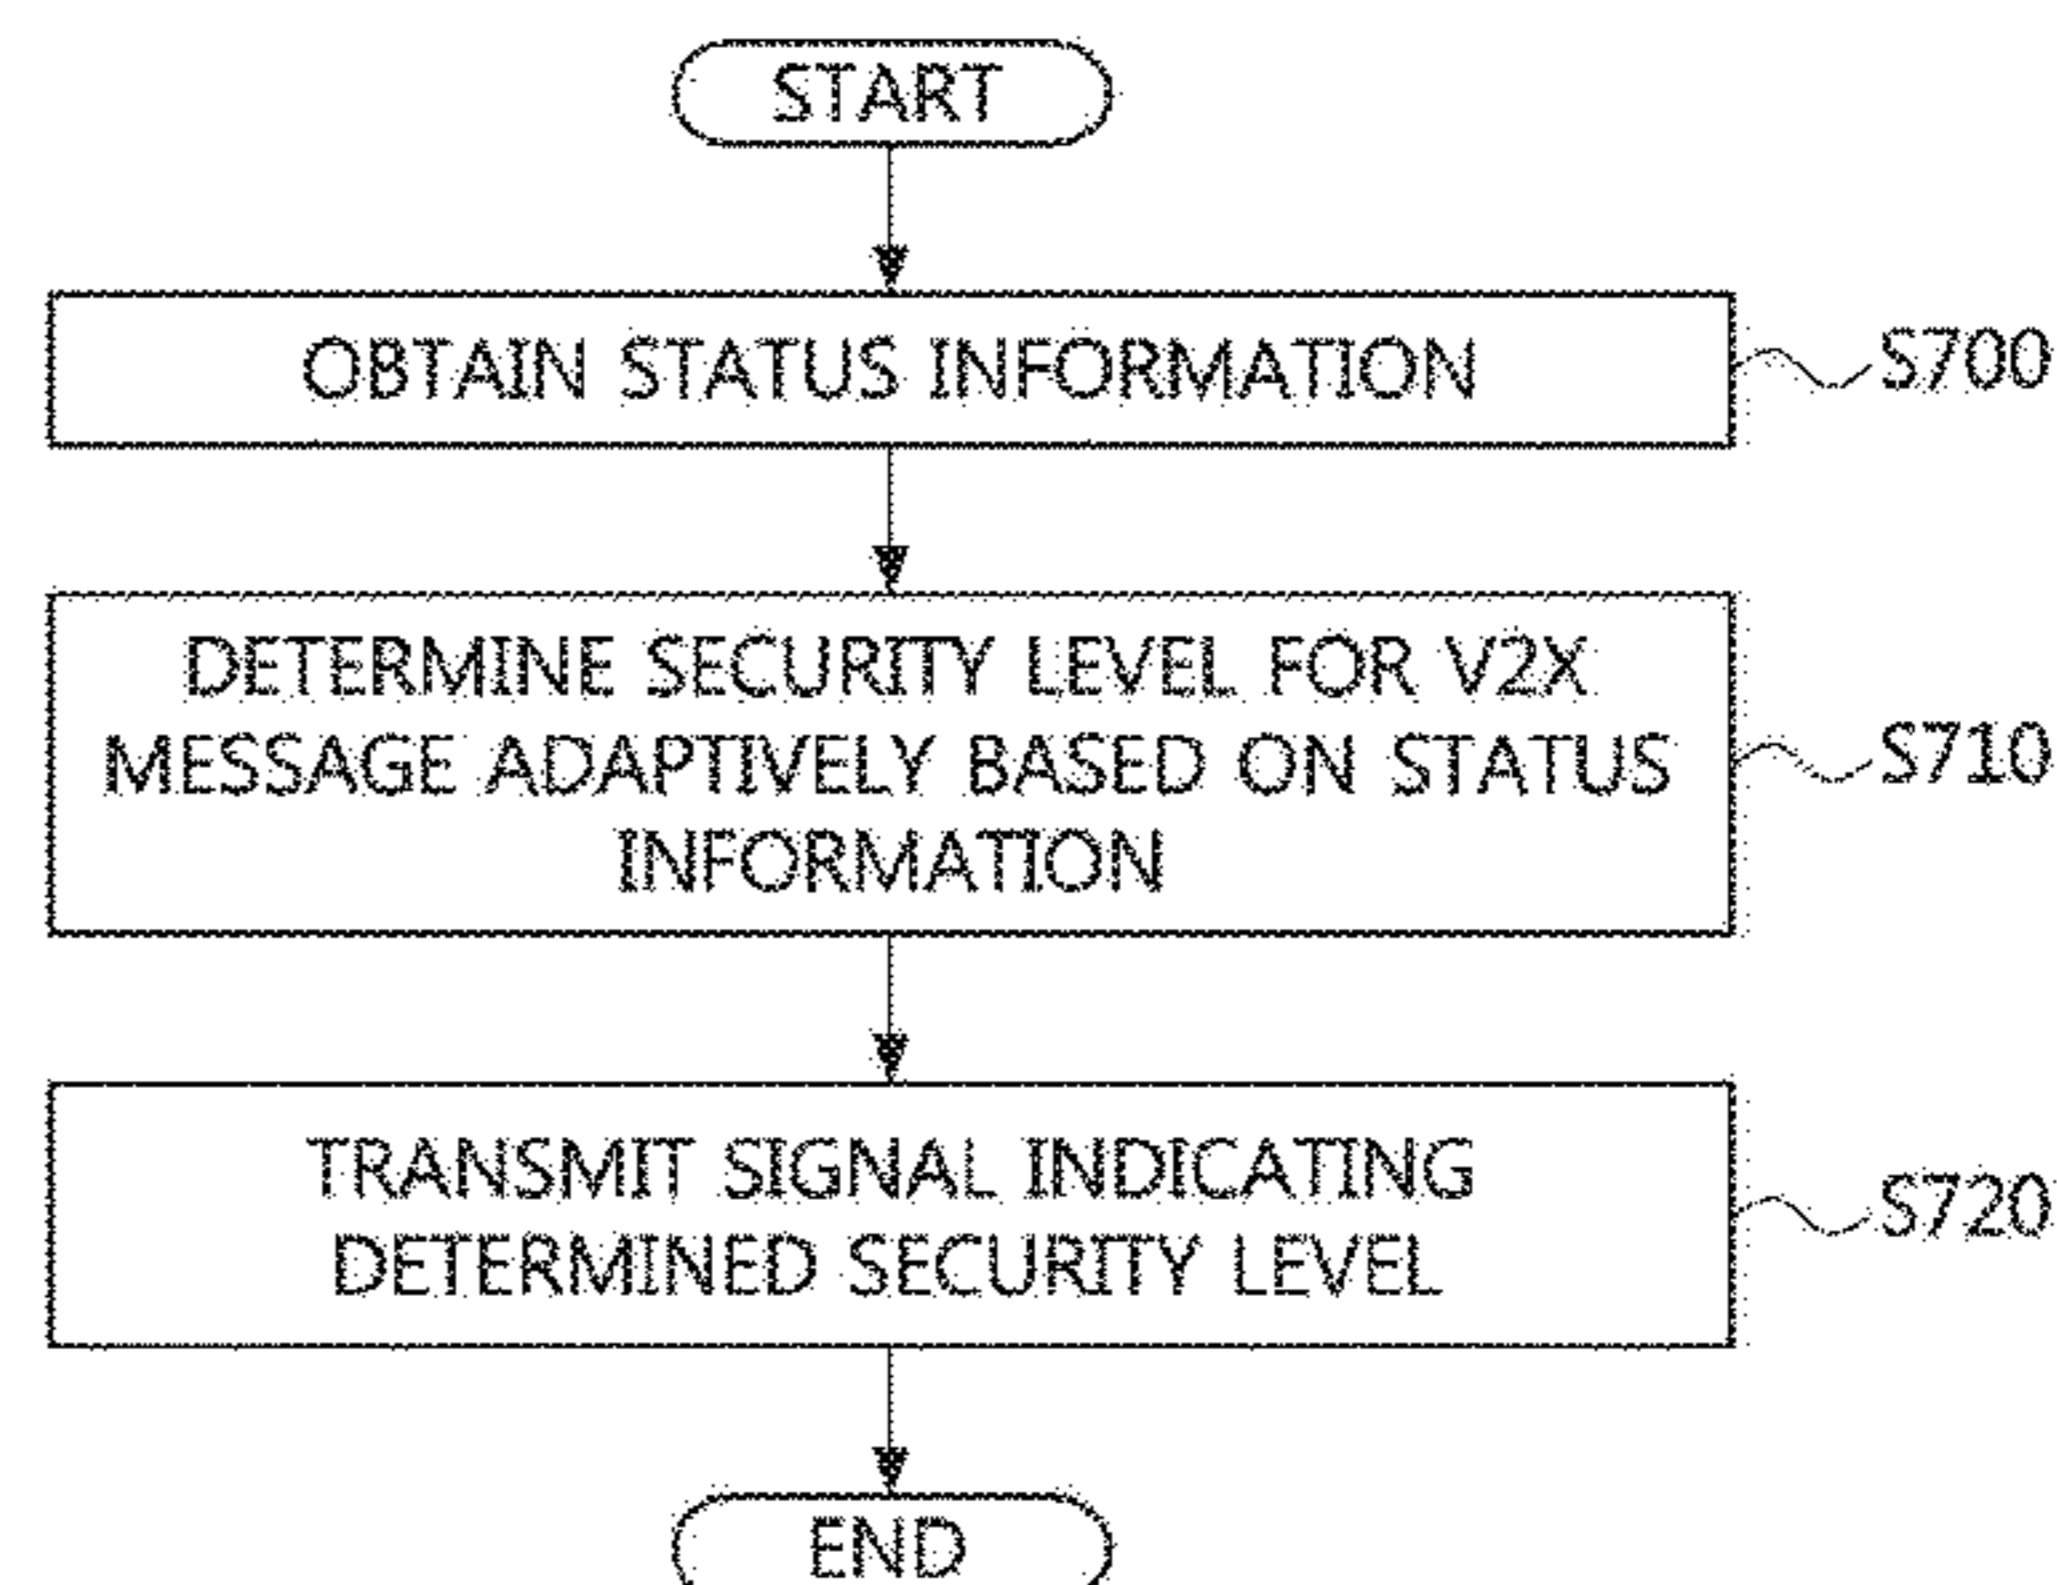 START
OBTAIN STATUS INFORMATION
S700
DETERMINE SECURITY LEVEL FOR V2X
MESSAGE ADAPTIVELY BASED ON STATUS
INFORMATION
S710
TRANSMIT SIGNAL INDICATING
DETERMINED SECURITY LEVEL
S720
END